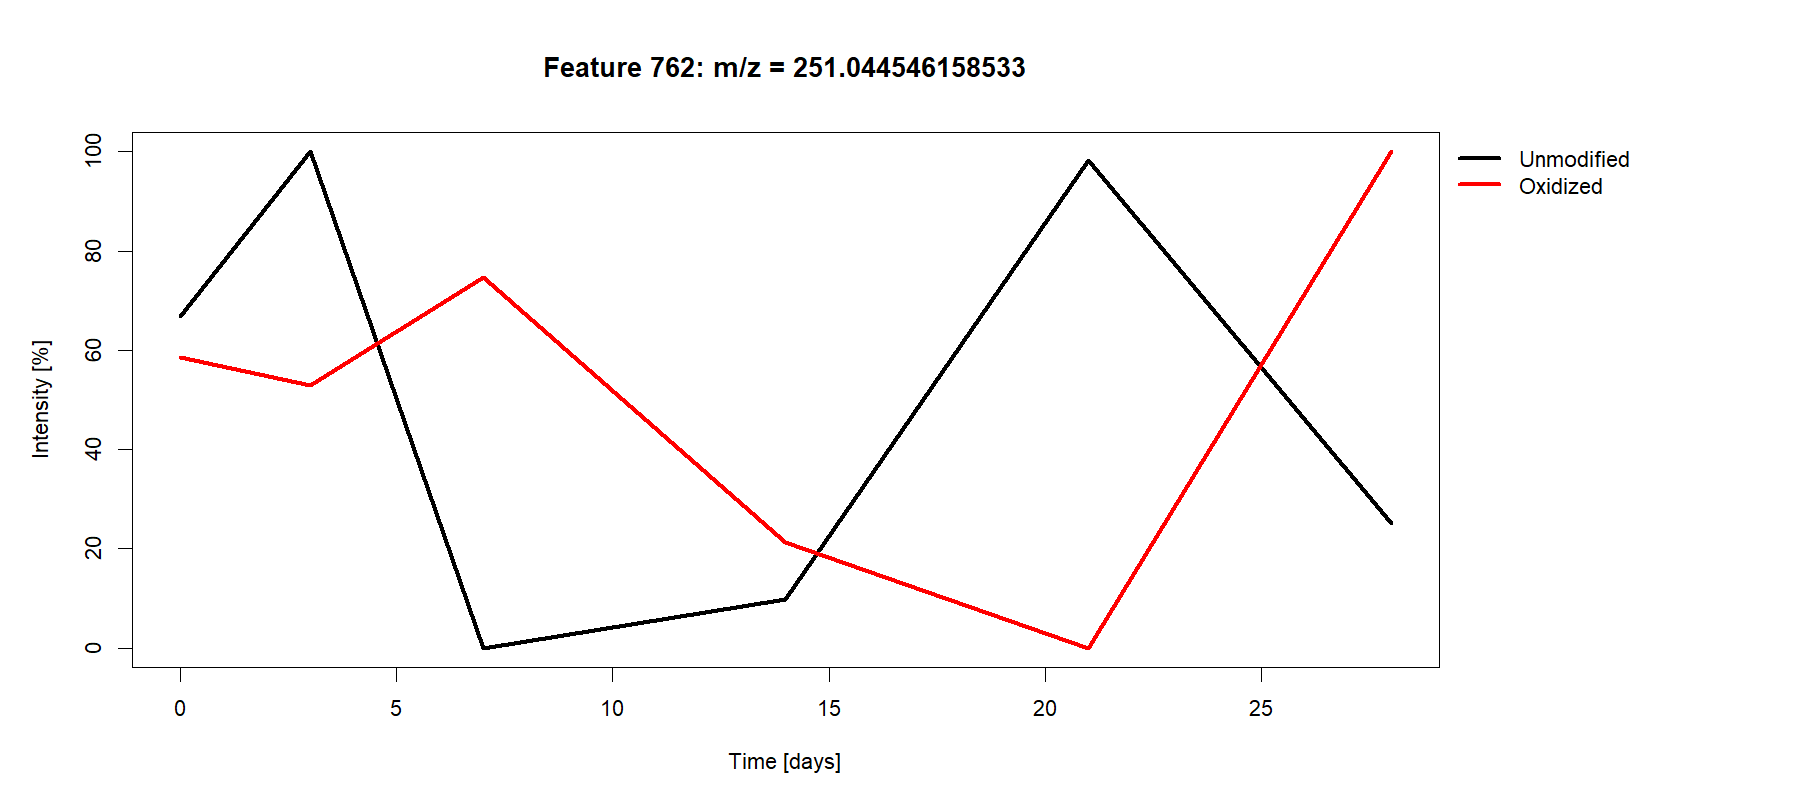 Feature 762: m/z = 251.044546158533
Unmodified
Oxidized
Intensity [%]
100
80
60
40
20
0
0 5 10 15 20 25
Time [days]